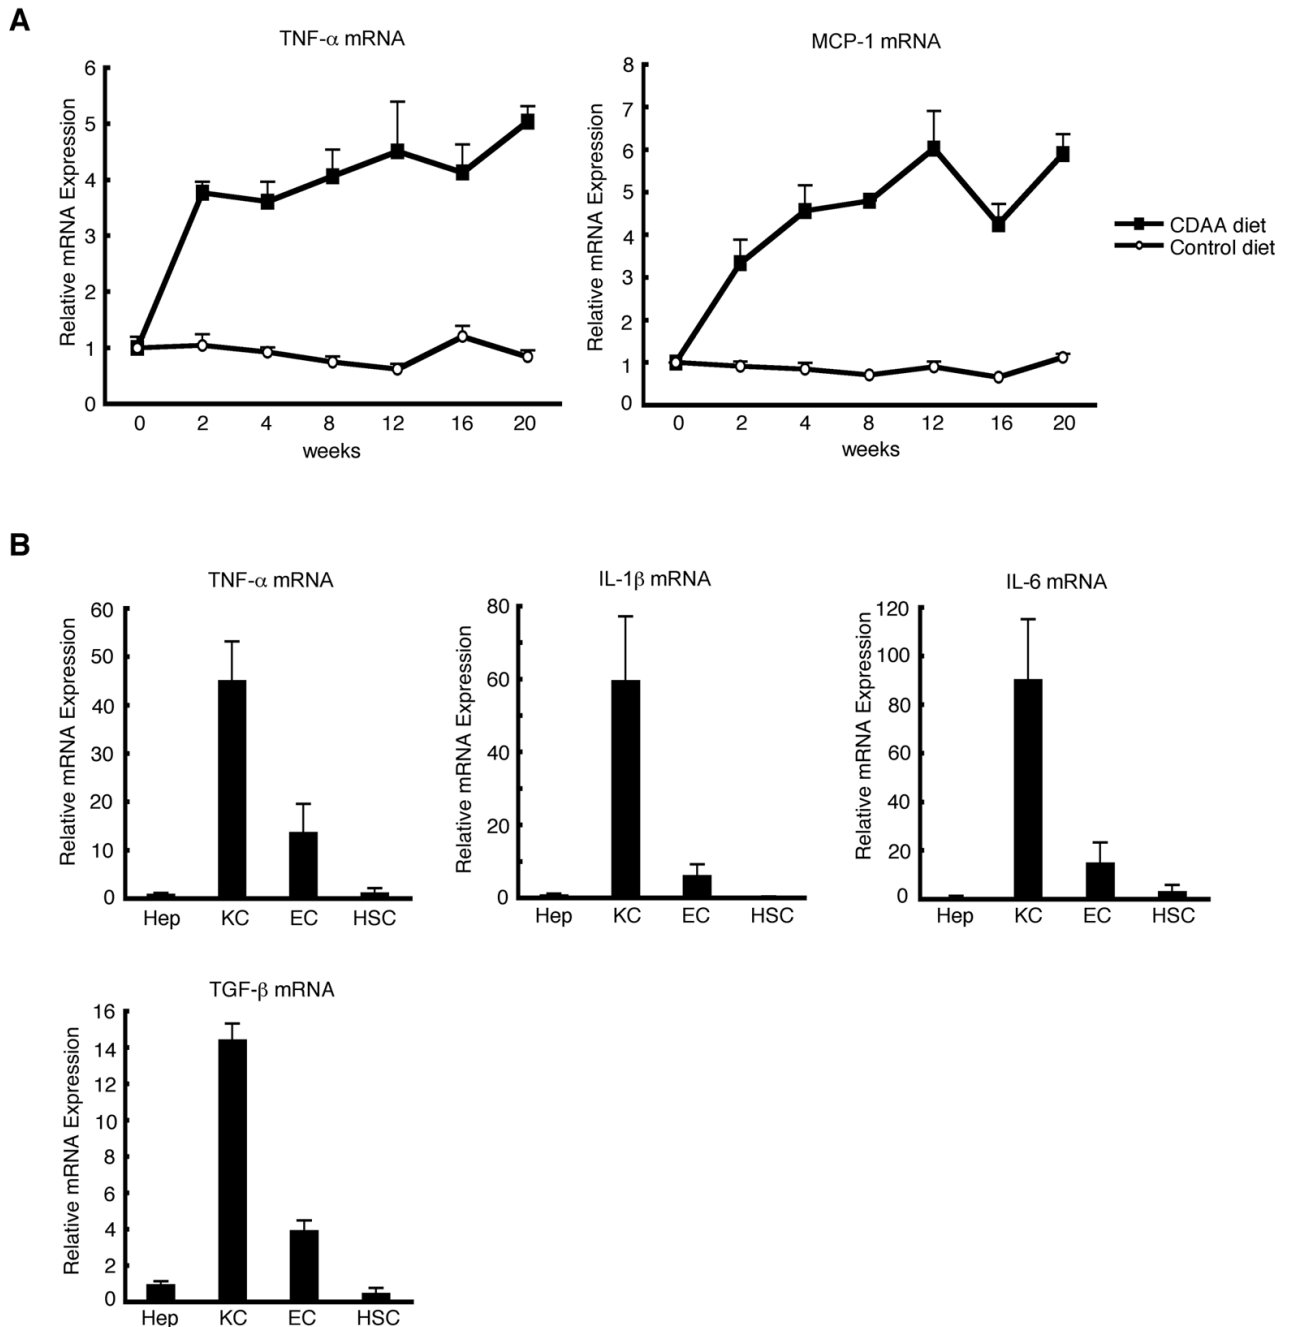 A
TNF-α mRNA
Relative mRNA Expression
6
5
4
3
2
1
0
0 2 4 8 12 16 20
weeks
MCP-1 mRNA
Relative mRNA Expression
8
7
6
5
4
3
2
1
0
0 2 4 8 12 16 20
weeks
CDAA diet
Control diet
B
TNF-α mRNA
Relative mRNA Expression
60
50
40
30
20
10
0
Hep KC EC HSC
IL-1β mRNA
Relative mRNA Expression
80
60
40
20
0
Hep KC EC HSC
IL-6 mRNA
Relative mRNA Expression
120
100
80
60
40
20
0
Hep KC EC HSC
TGF-β mRNA
Relative mRNA Expression
16
14
12
10
8
6
4
2
0
Hep KC EC HSC